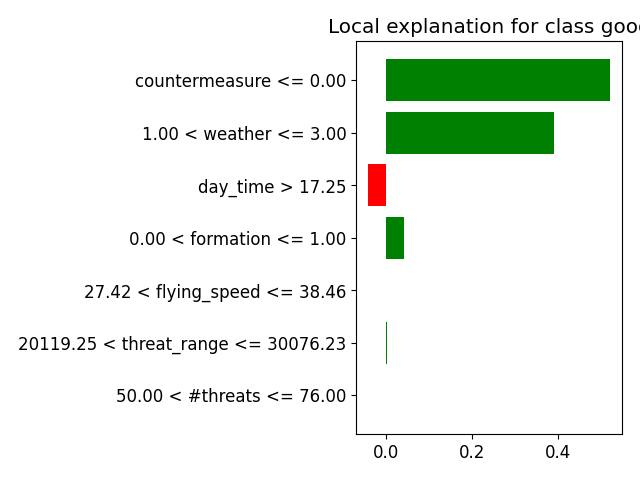 Local explanation for class good
countermeasure <= 0.00
1.00 < weather <= 3.00
day_time > 17.25
0.00 < formation <= 1.00
27.42 < flying_speed <= 38.46
20119.25 < threat_range <= 30076.23
50.00 < #threats <= 76.00
0.0 0.2 0.4